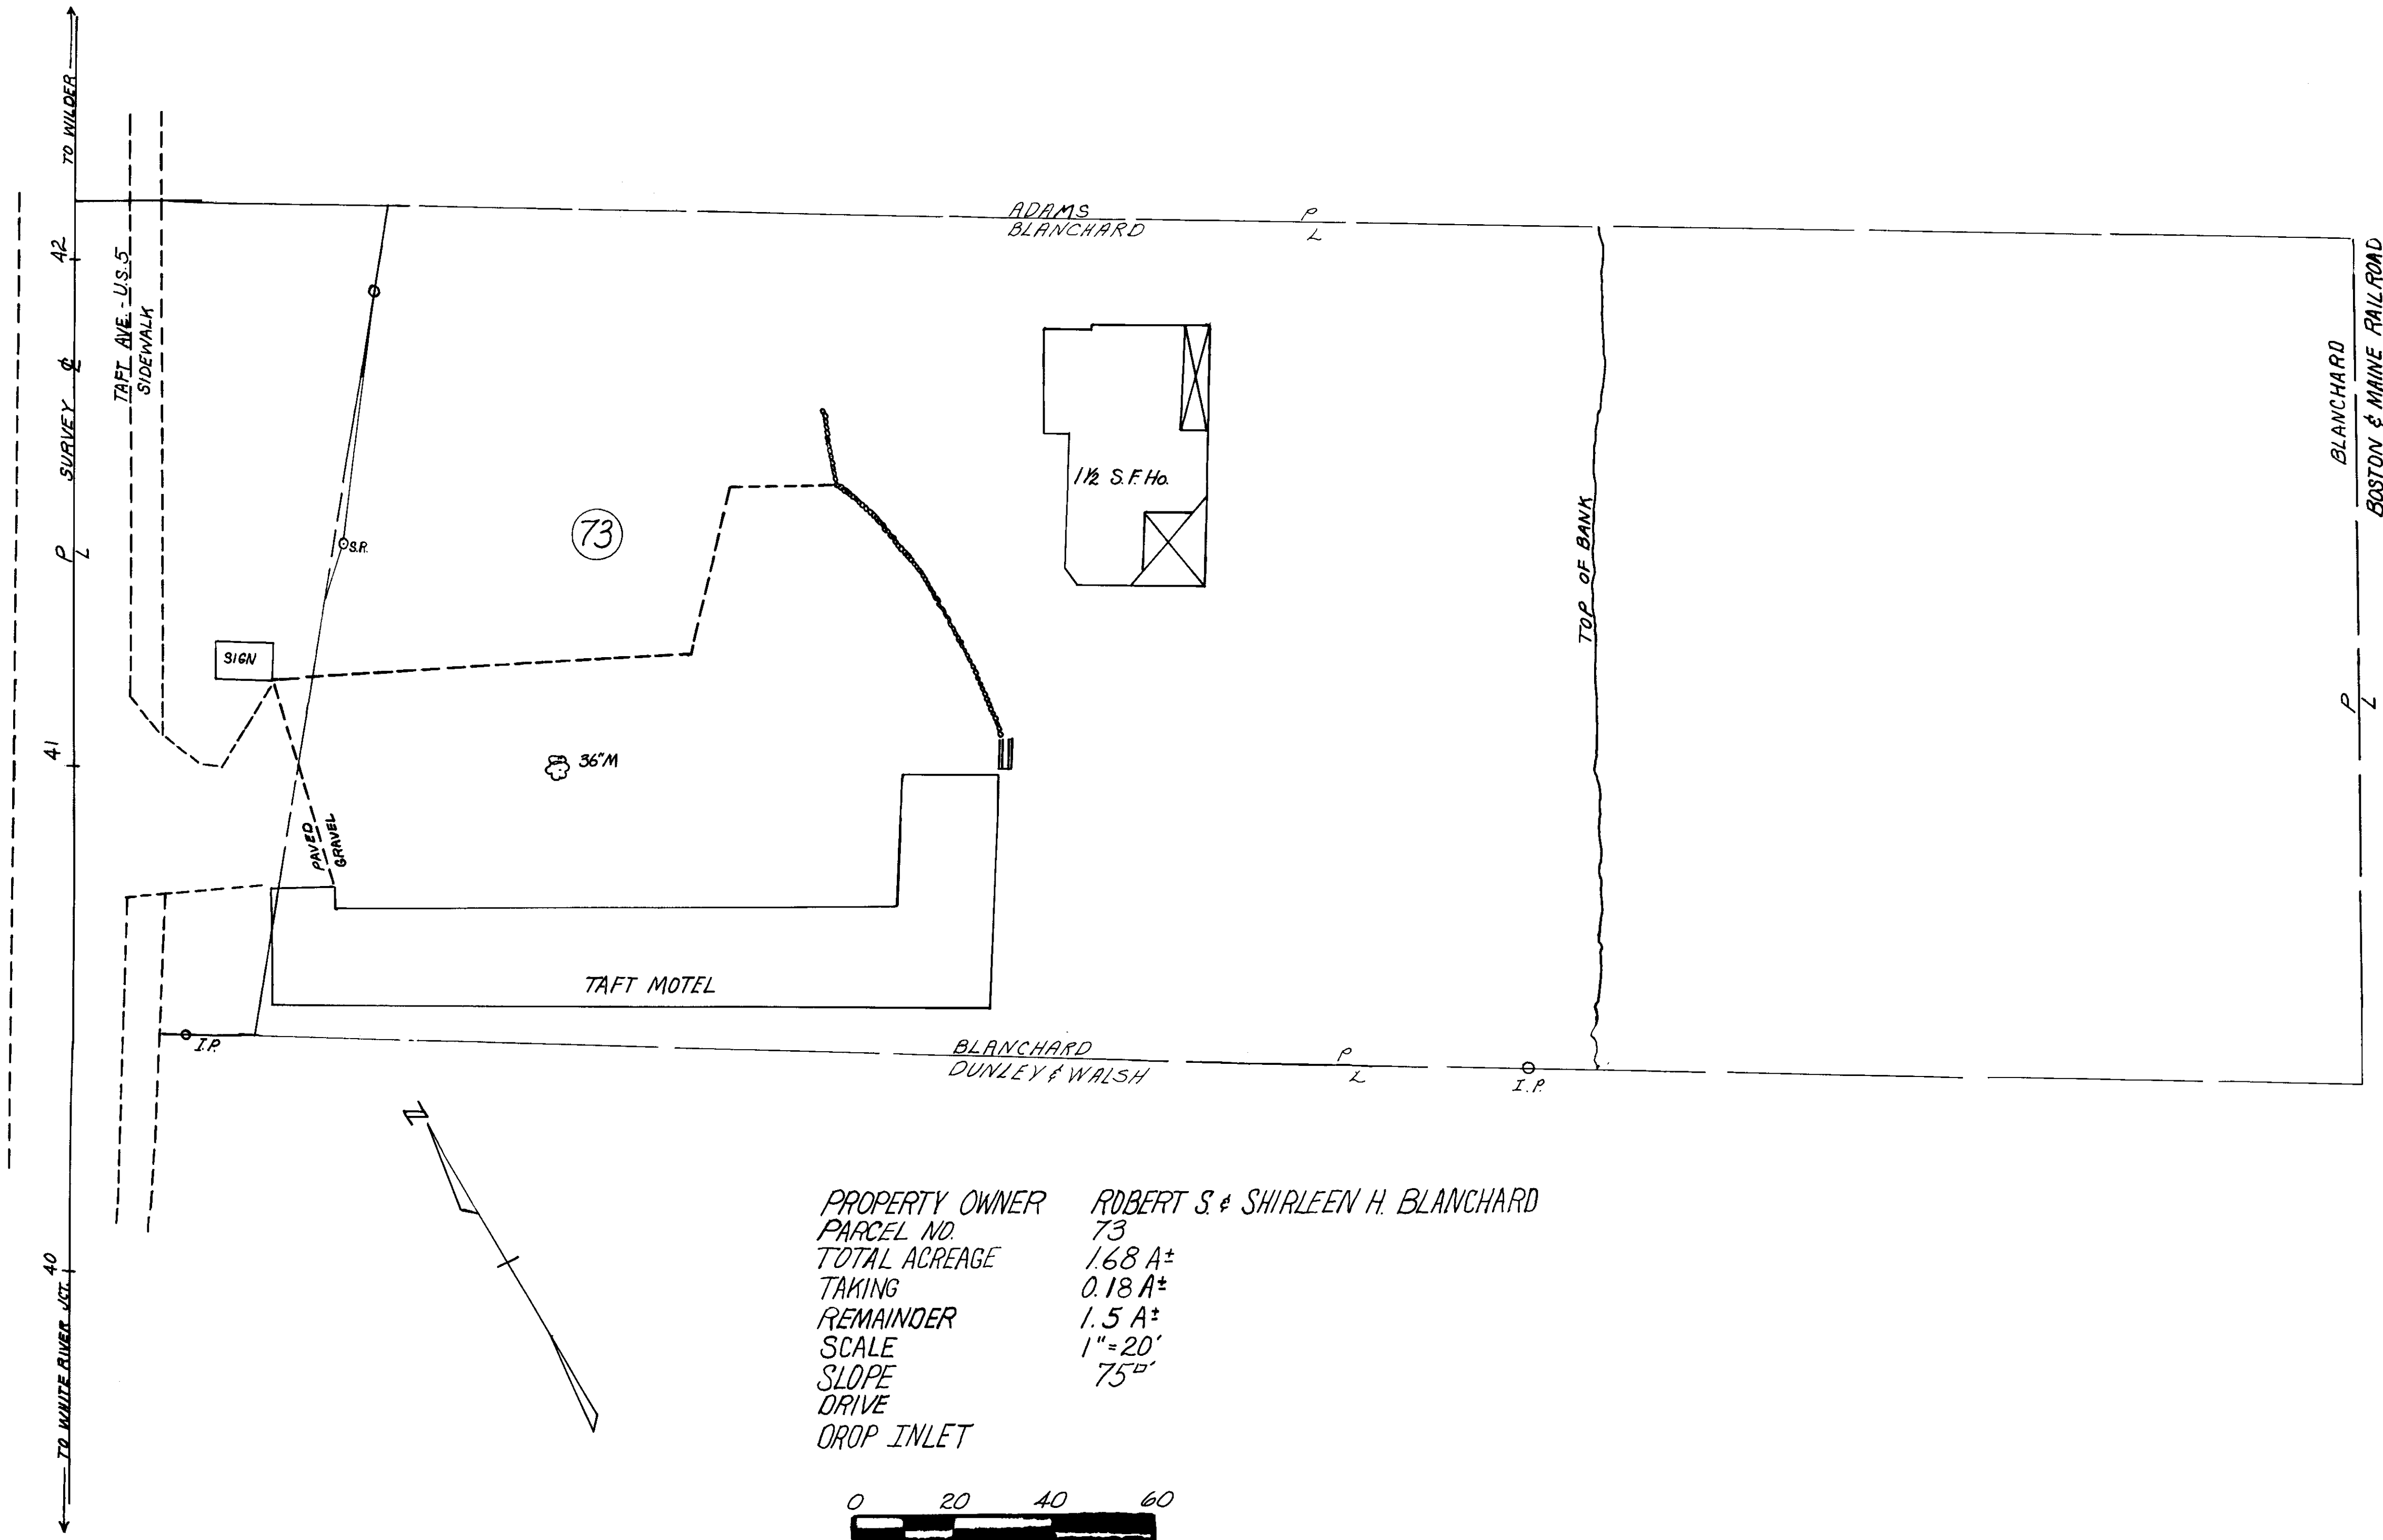 TO WILDER
42
SURVEY ℄
P
L
41
40
TO WHITE RIVER JCT.
TAFT AVE. - U.S. 5
SIDEWALK
ADAMS
BLANCHARD
P
L
S.R.
73
SIGN
36"M
PAVED
GRAVEL
TAFT MOTEL
1½ S.F. Ho.
TOP OF BANK
BLANCHARD
BOSTON & MAINE RAILROAD
P
L
I.P.
BLANCHARD
DUNLEY & WALSH
P
L
I.P.
N
PROPERTY OWNER ROBERT S. & SHIRLEEN H. BLANCHARD
PARCEL NO. 73
TOTAL ACREAGE 1.68 A±
TAKING 0.18 A±
REMAINDER 1.5 A±
SCALE 1"=20'
SLOPE 75□'
DRIVE
DROP INLET
0 20 40 60